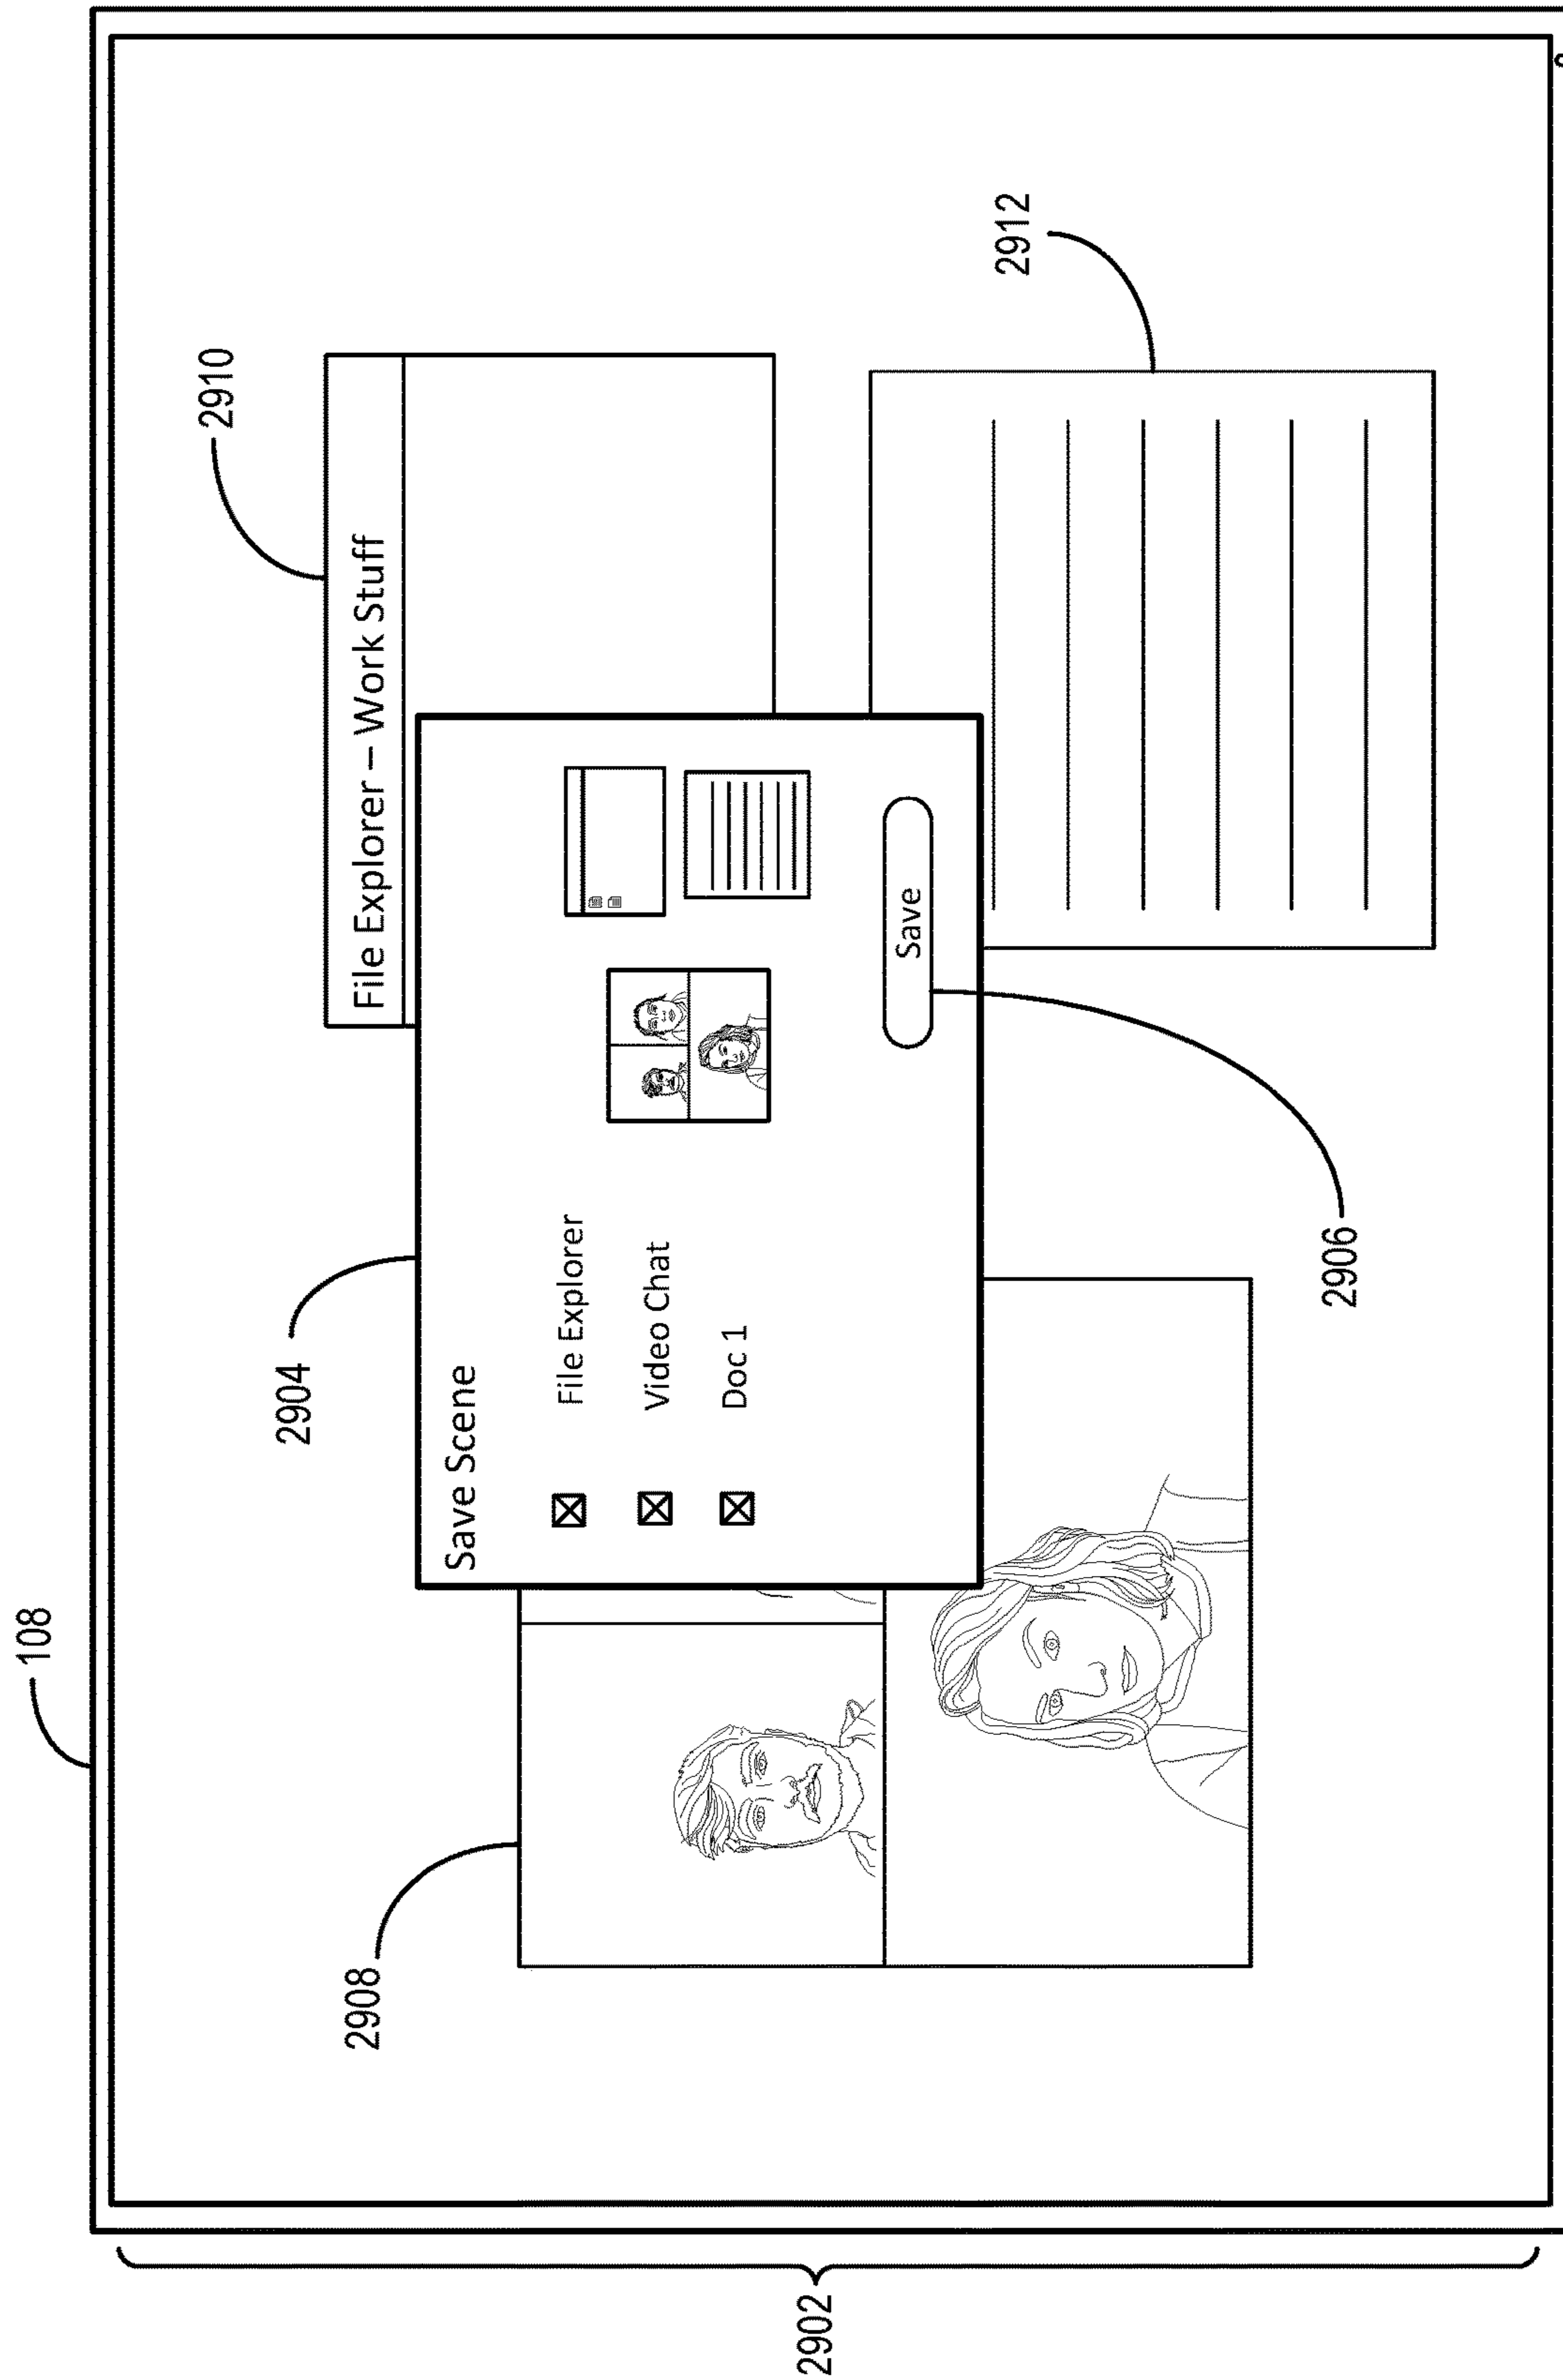 108
2910
2904
2908
File Explorer – Work Stuff
Save Scene
File Explorer
Video Chat
Doc 1
2902
Save
2912
2906